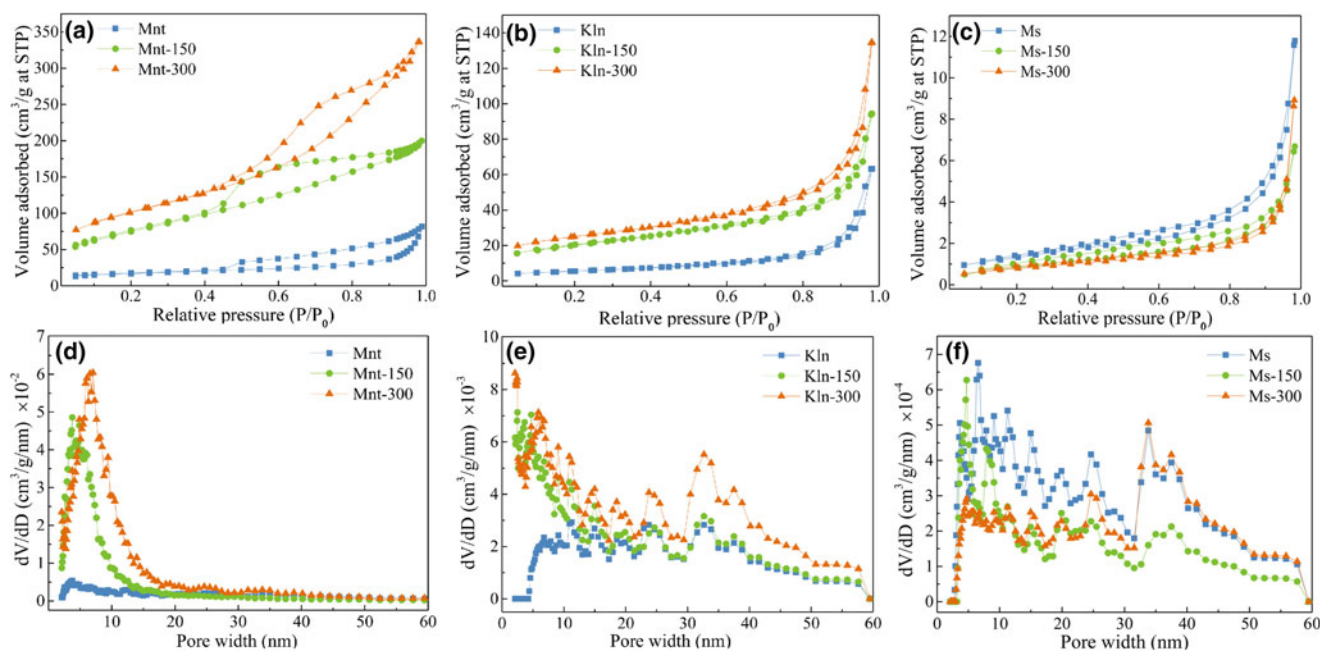 (a)
Mnt
Mnt-150
Mnt-300
350
300
250
200
150
100
50
0
0.2 0.4 0.6 0.8 1.0
Volume adsorbed (cm³/g at STP)
Relative pressure (P/P₀)
(b)
Kln
Kln-150
Kln-300
140
120
100
80
60
40
20
0
0.0 0.2 0.4 0.6 0.8 1.0
Volume adsorbed (cm³/g at STP)
Relative pressure (P/P₀)
(c)
Ms
Ms-150
Ms-300
12
10
8
6
4
2
0
0.2 0.4 0.6 0.8 1.0
Volume adsorbed (cm³/g at STP)
Relative pressure (P/P₀)
(d)
Mnt
Mnt-150
Mnt-300
7
6
5
4
3
2
1
0
10 20 30 40 50 60
dV/dD (cm³/g/nm) ×10⁻²
Pore width (nm)
(e)
Kln
Kln-150
Kln-300
10
8
6
4
2
0
0 10 20 30 40 50 60
dV/dD (cm³/g/nm) ×10⁻³
Pore width (nm)
(f)
Ms
Ms-150
Ms-300
7
6
5
4
3
2
1
0
0 10 20 30 40 50 60
dV/dD (cm³/g/nm) ×10⁻⁴
Pore width (nm)